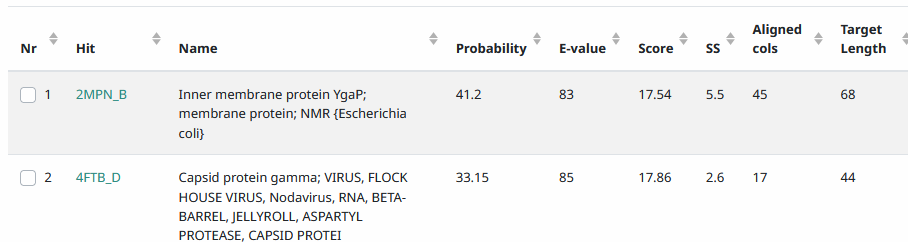 Nr Hit Name Probability E-value Score SS Aligned cols Target Length
1 2MPN_B Inner membrane protein YgaP; 41.2 83 17.54 5.5 45 68
membrane protein; NMR {Escherichia
coli}
2 4FTB_D Capsid protein gamma; VIRUS, FLOCK 33.15 85 17.86 2.6 17 44
HOUSE VIRUS, Nodavirus, RNA, BETA-
BARREL, JELLYROLL, ASPARTYL
PROTEASE, CAPSID PROTEI